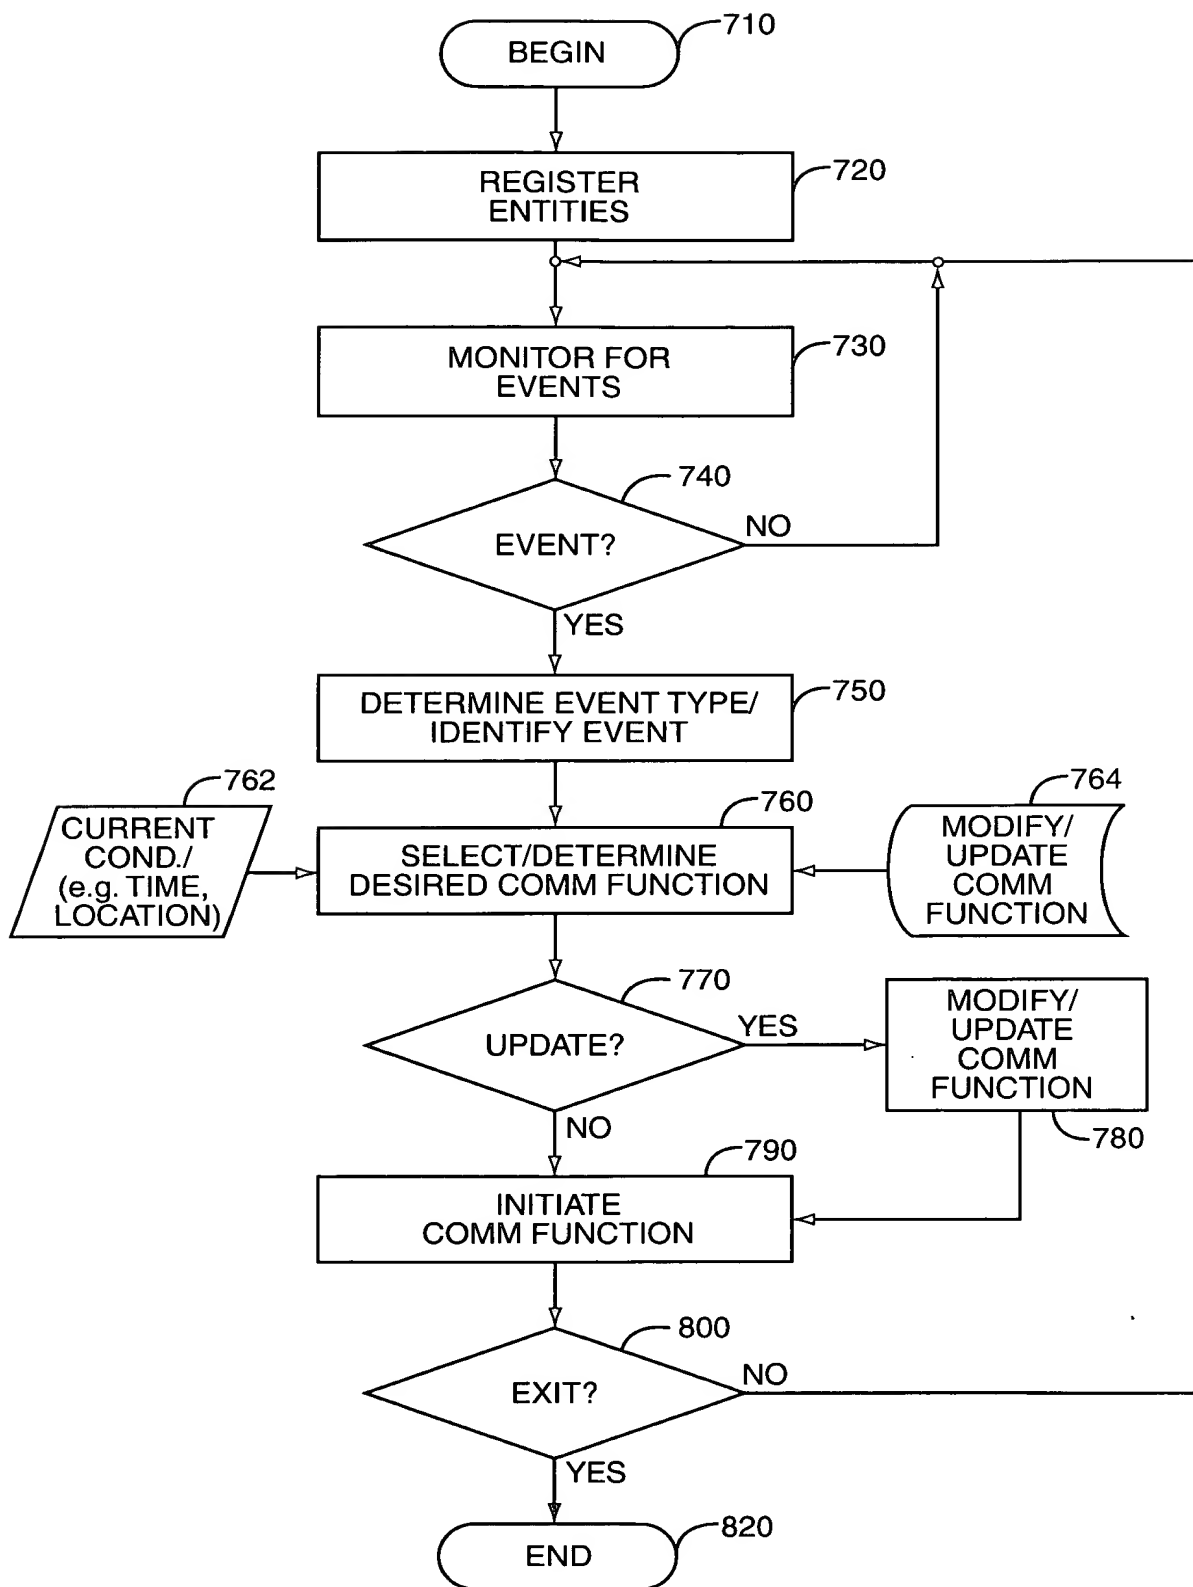 BEGIN
710
REGISTER
ENTITIES
720
MONITOR FOR
EVENTS
730
740
EVENT?
NO
YES
DETERMINE EVENT TYPE/
IDENTIFY EVENT
750
762
CURRENT
COND./
(e.g. TIME,
LOCATION)
760
SELECT/DETERMINE
DESIRED COMM FUNCTION
764
MODIFY/
UPDATE
COMM
FUNCTION
770
UPDATE?
YES
NO
MODIFY/
UPDATE
COMM
FUNCTION
780
790
INITIATE
COMM FUNCTION
800
EXIT?
NO
YES
END
820